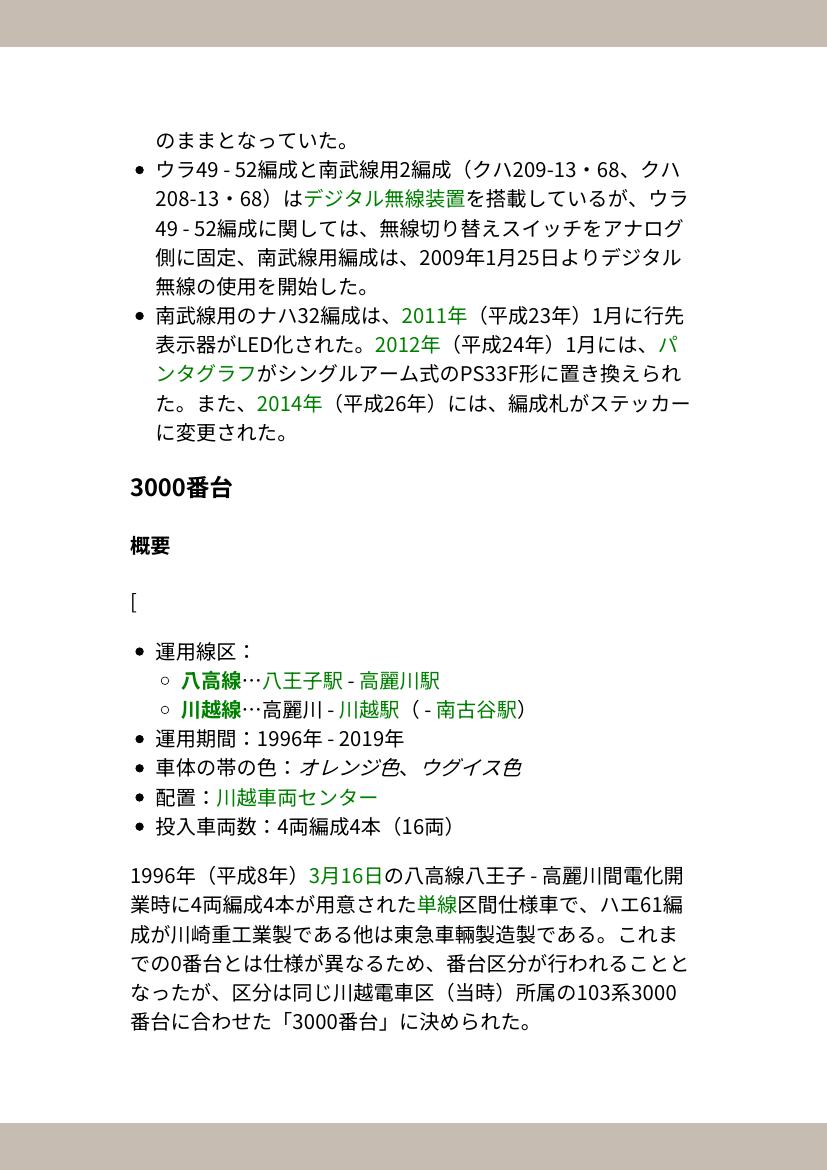 のままとなっていた。
• ウラ49 - 52編成と南武線用2編成（クハ209-13・68、クハ
208-13・68）はデジタル無線装置を搭載しているが、ウラ
49 - 52編成に関しては、無線切り替えスイッチをアナログ
側に固定、南武線用編成は、2009年1月25日よりデジタル
無線の使用を開始した。
• 南武線用のナハ32編成は、2011年（平成23年）1月に行先
表示器がLED化された。2012年（平成24年）1月には、パ
ンタグラフがシングルアーム式のPS33F形に置き換えられ
た。また、2014年（平成26年）には、編成札がステッカー
に変更された。
3000番台
概要
[
• 運用線区：
◦ 八高線…八王子駅 - 高麗川駅
◦ 川越線…高麗川 - 川越駅（ - 南古谷駅）
• 運用期間：1996年 - 2019年
• 車体の帯の色：オレンジ色、ウグイス色
• 配置：川越車両センター
• 投入車両数：4両編成4本（16両）
1996年（平成8年）3月16日の八高線八王子 - 高麗川間電化開
業時に4両編成4本が用意された単線区間仕様車で、ハエ61編
成が川崎重工業製である他は東急車輛製造製である。これま
での0番台とは仕様が異なるため、番台区分が行われることと
なったが、区分は同じ川越電車区（当時）所属の103系3000
番台に合わせた「3000番台」に決められた。